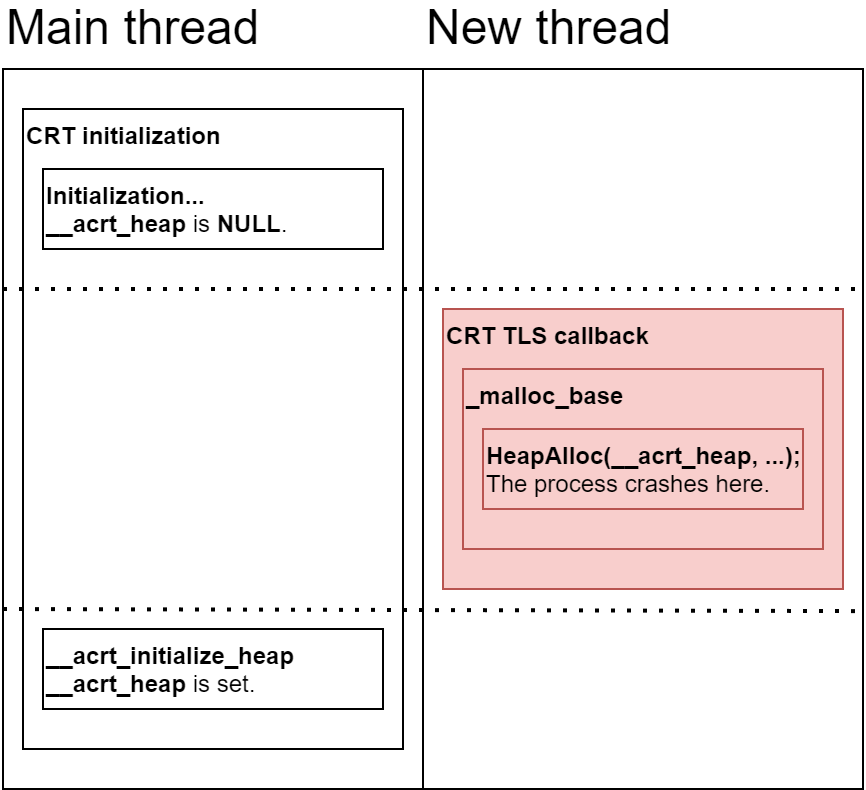 Main thread
New thread
CRT initialization
Initialization...
__acrt_heap is NULL.
CRT TLS callback
_malloc_base
HeapAlloc(__acrt_heap, ...);
The process crashes here.
__acrt_initialize_heap
__acrt_heap is set.